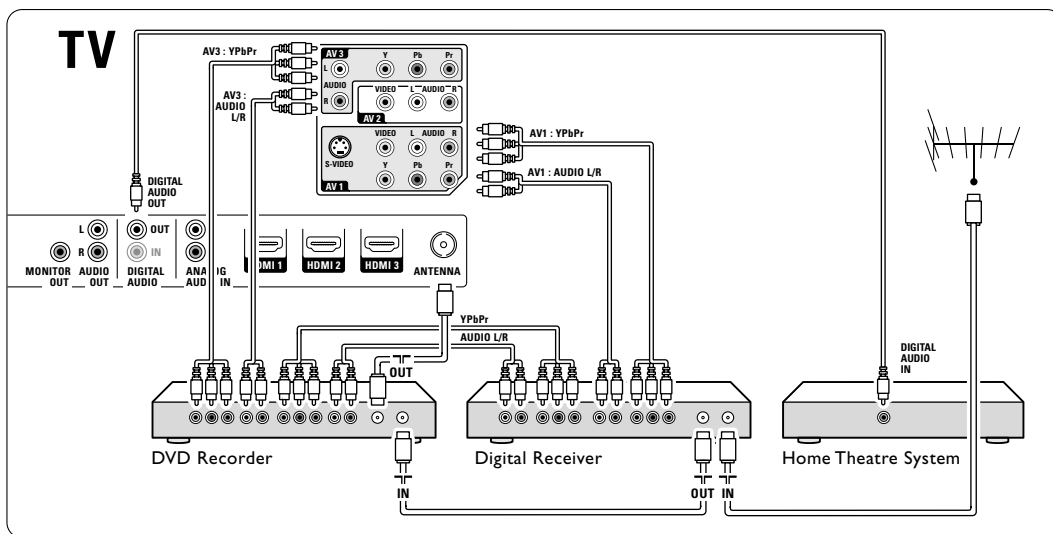 TV
AV3 : YPbPr
AV3 :
AUDIO
L/R
AV 3
Y Pb Pr
L
AUDIO
R
VIDEO L AUDIO R
AV 2
VIDEO L AUDIO R
S-VIDEO
Y Pb Pr
AV 1
AV1 : YPbPr
AV1 : AUDIO L/R
DIGITAL
AUDIO
OUT
L OUT
R IN
MONITOR
OUT
AUDIO
OUT
DIGITAL
AUDIO
HDMI 2
HDMI 3
ANTENNA
YPbPr
AUDIO L/R
OUT
DIGITAL
AUDIO
IN
DVD Recorder
Digital Receiver
Home Theatre System
IN
OUT IN